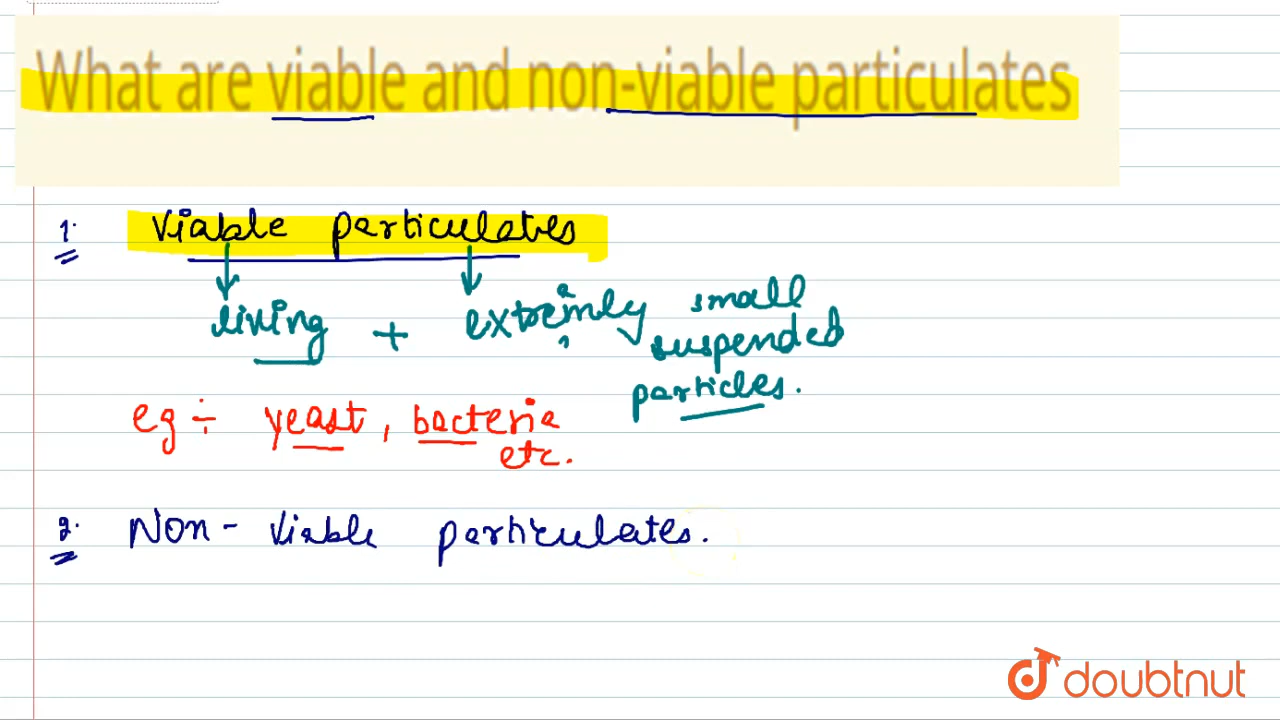 What are viable and non-viable particulates
1. Viable particulates
living + extremly small
suspended
particles.
eg ÷ yeast, bacteria
etc.
2. Non- Viable particulates.
doubtnut